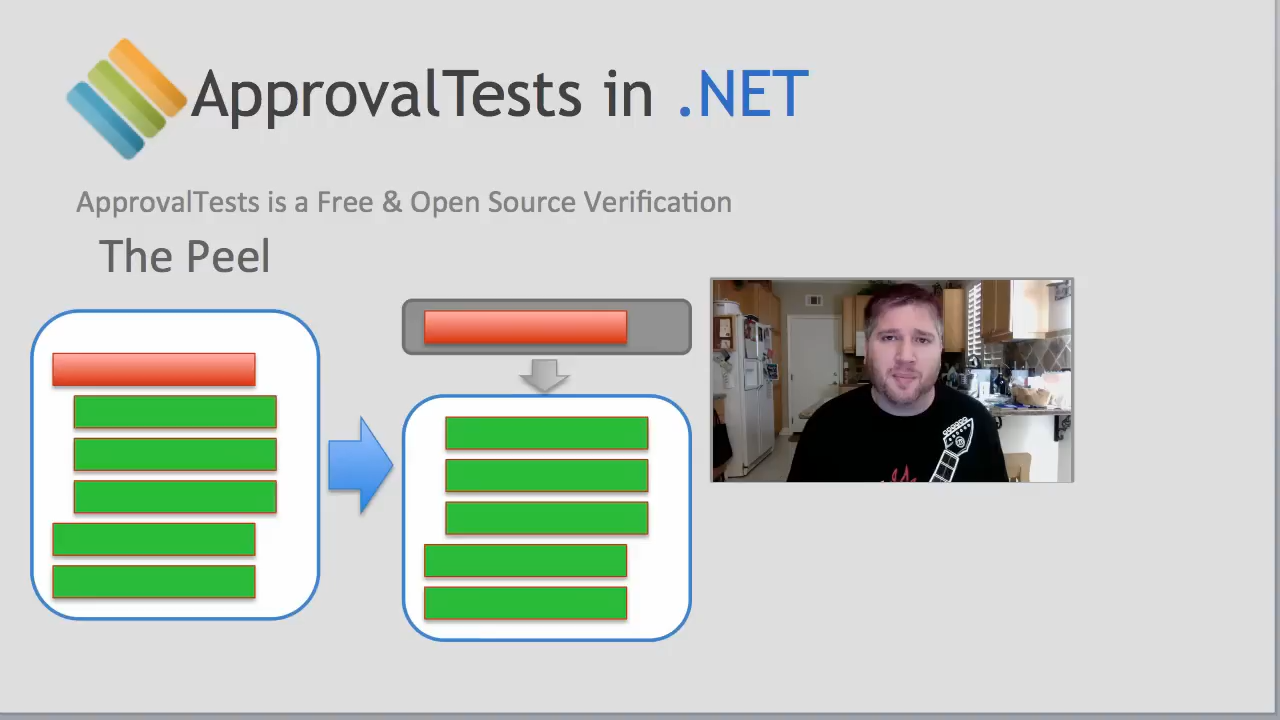 ApprovalTests in .NET
ApprovalTests is a Free & Open Source Verification
The Peel